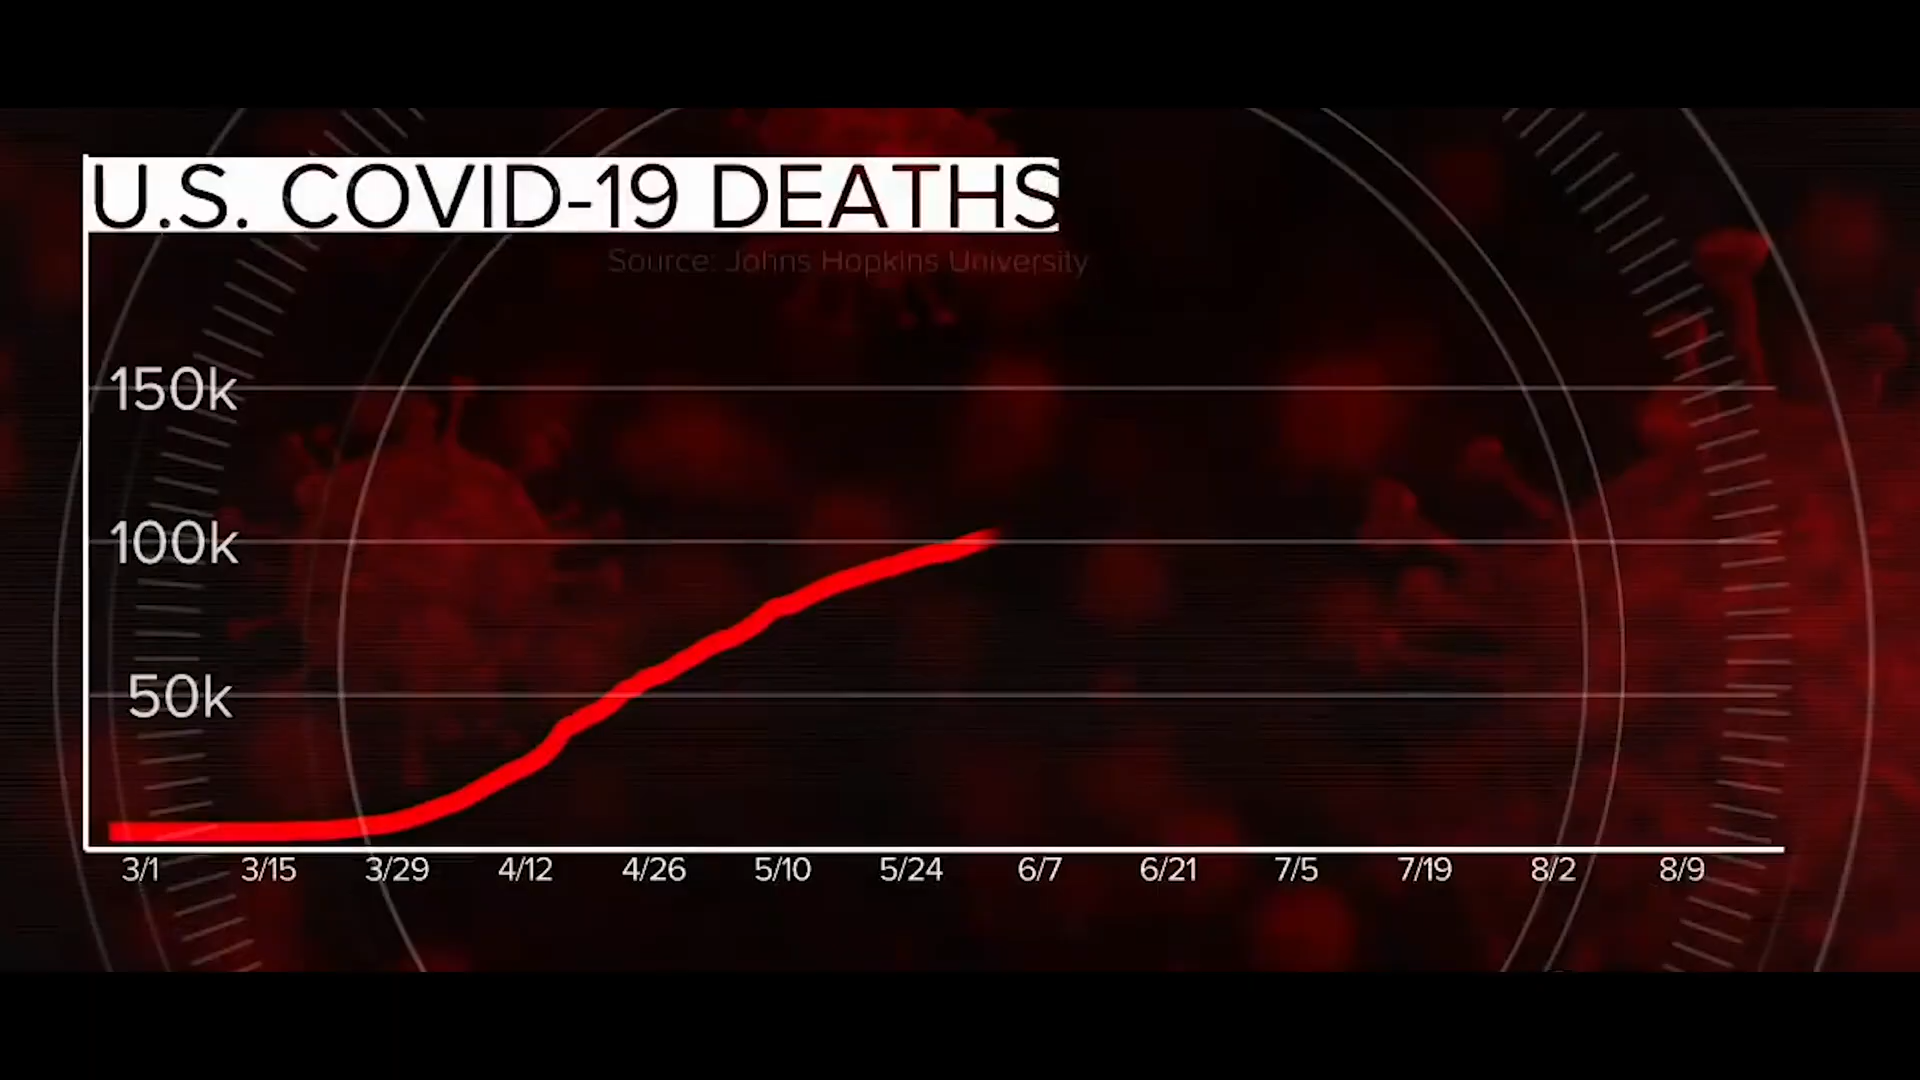 U.S. COVID-19 DEATHS
Source: Johns Hopkins University
150k
100k
50k
3/1 3/15 3/29 4/12 4/26 5/10 5/24 6/7 6/21 7/5 7/19 8/2 8/9